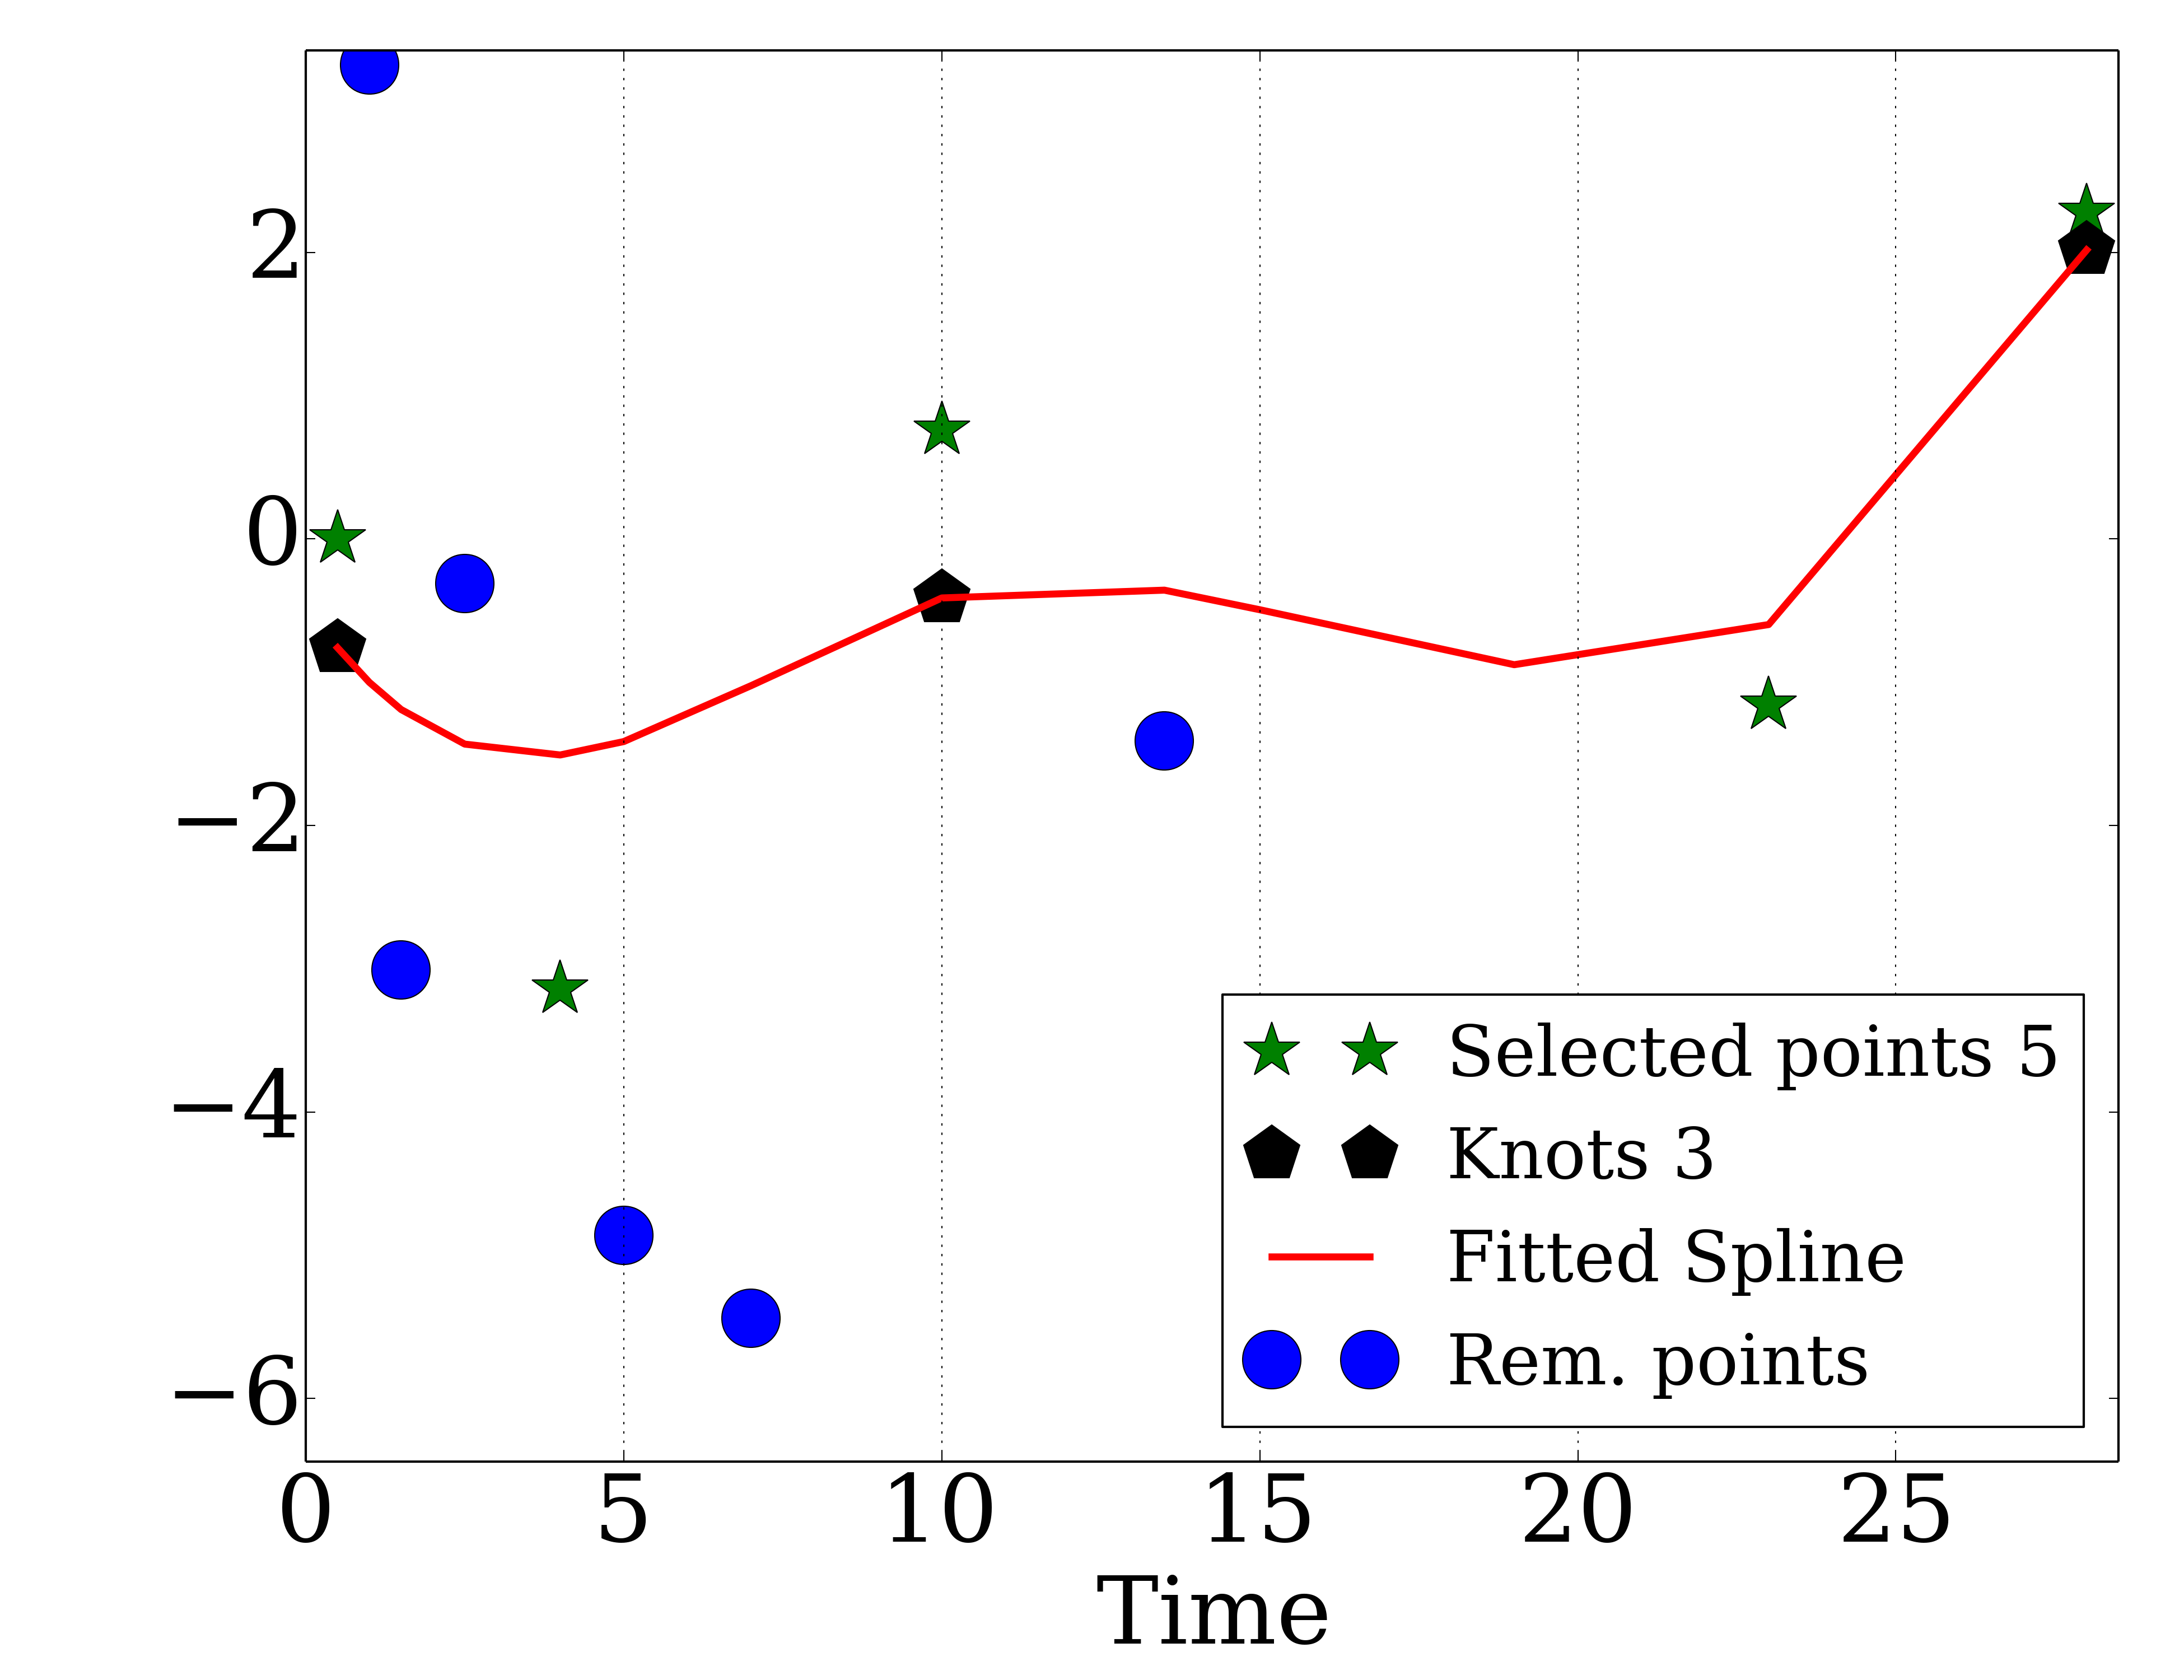 2
0
−2
−4
−6
0 5 10 15 20 25
Time
Selected points 5
Knots 3
Fitted Spline
Rem. points